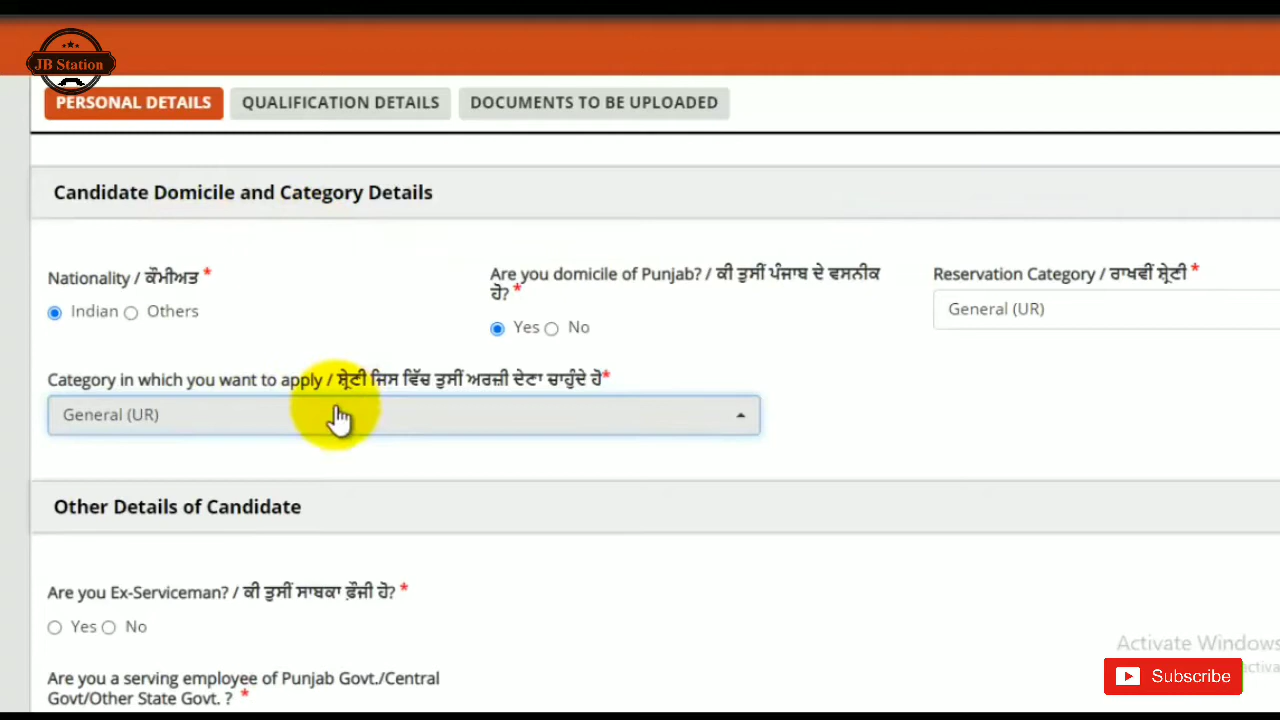 JB Station
PERSONAL DETAILS
QUALIFICATION DETAILS
DOCUMENTS TO BE UPLOADED
Candidate Domicile and Category Details
Nationality / ਕੌਮੀਅਤ *
Indian Others
Are you domicile of Punjab? / ਕੀ ਤੁਸੀਂ ਪੰਜਾਬ ਦੇ ਵਸਨੀਕ
ਹੋ? *
Yes No
Reservation Category / ਰਾਖਵੀਂ ਸ਼੍ਰੇਣੀ *
General (UR)
Category in which you want to apply / ਸ਼੍ਰੇਣੀ ਜਿਸ ਵਿੱਚ ਤੁਸੀਂ ਅਰਜ਼ੀ ਦੇਣਾ ਚਾਹੁੰਦੇ ਹੋ*
General (UR)
Other Details of Candidate
Are you Ex-Serviceman? / ਕੀ ਤੁਸੀਂ ਸਾਬਕਾ ਫ਼ੌਜੀ ਹੋ? *
Yes No
Are you a serving employee of Punjab Govt./Central
Govt/Other State Govt. ? *
Activate Windows
Subscribe